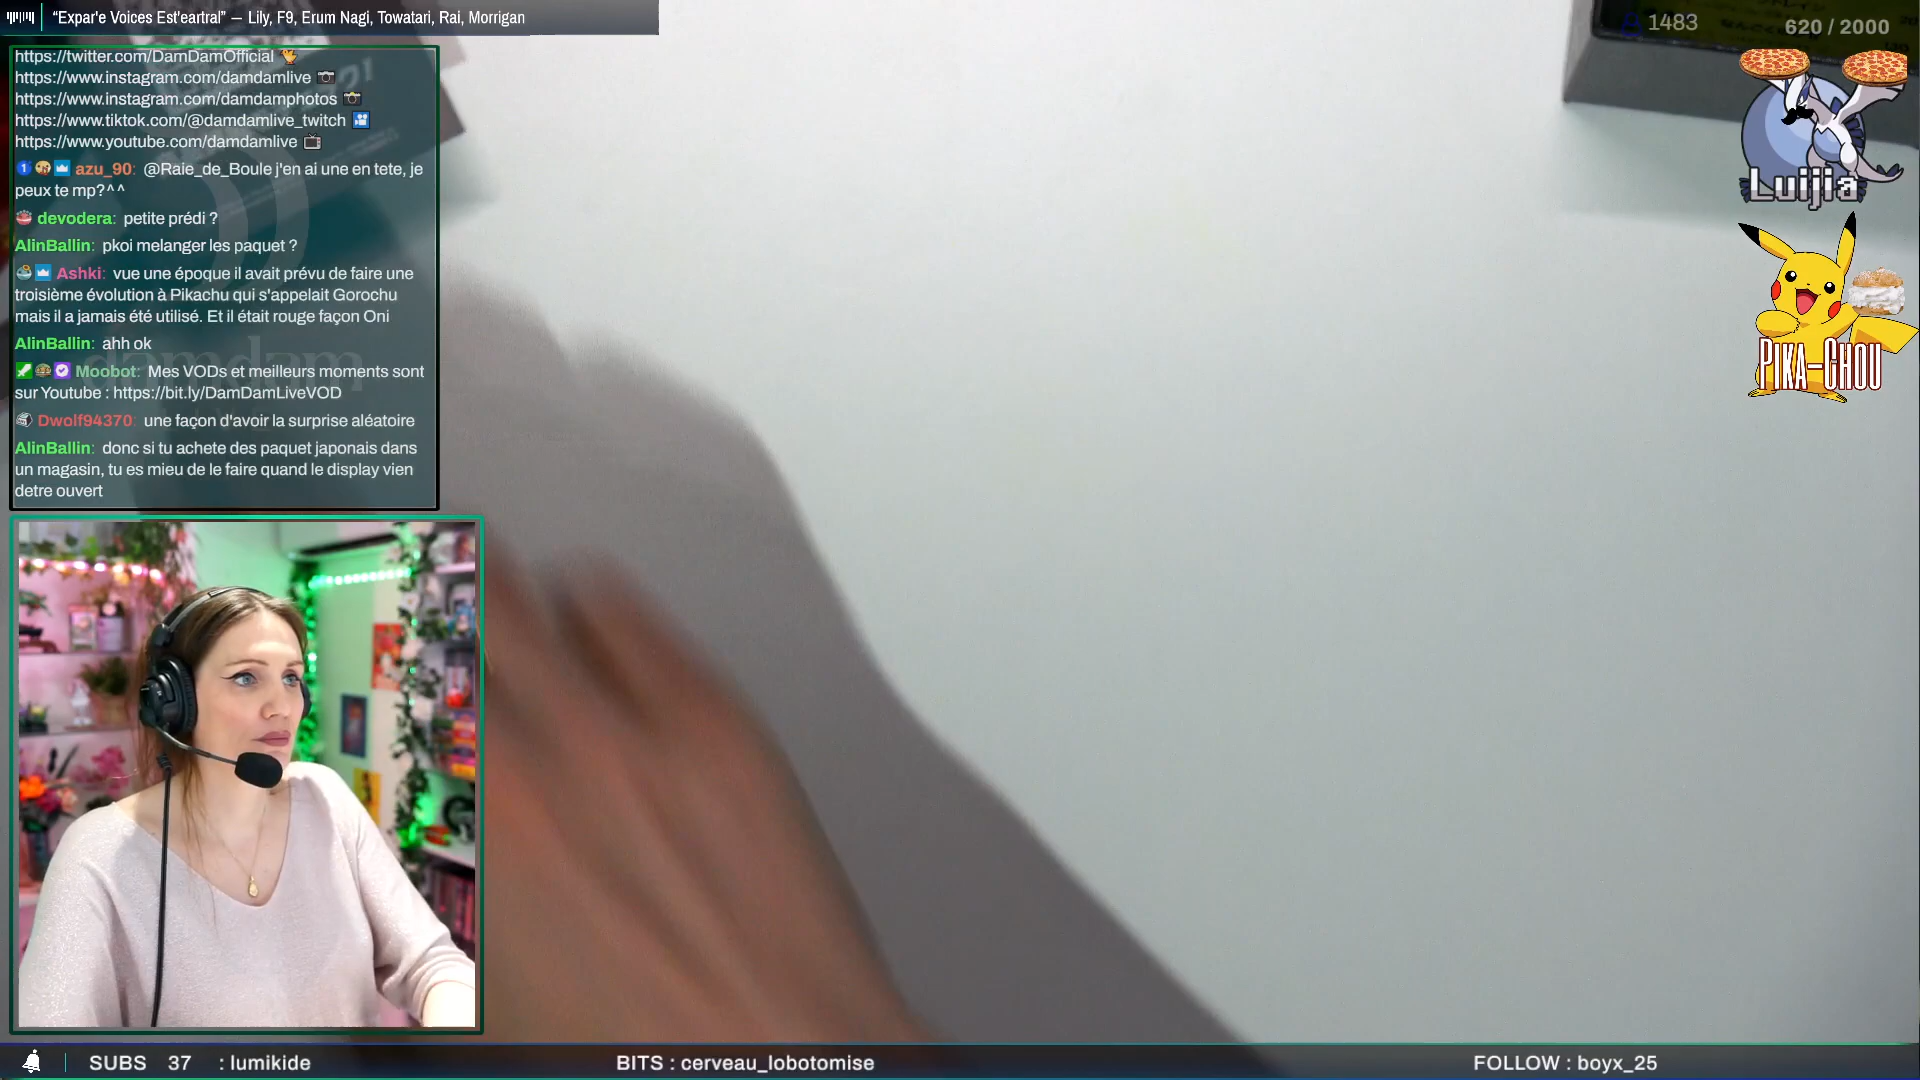 “Expar'e Voices Est'eartral” — Lily, F9, Erum Nagi, Towatari, Rai, Morrigan
1483
620 / 2000
https://twitter.com/DamDamOfficial
https://www.instagram.com/damdamlive
https://www.instagram.com/damdamphotos
https://www.tiktok.com/@damdamlive_twitch
https://www.youtube.com/damdamlive
azu_90: @Raie_de_Boule j'en ai une en tete, je
peux te mp?^^
devodera: petite prédi ?
AlinBallin: pkoi melanger les paquet ?
Ashki: vue une époque il avait prévu de faire une
troisième évolution à Pikachu qui s'appelait Gorochu
mais il a jamais été utilisé. Et il était rouge façon Oni
AlinBallin: ahh ok
damdam
Moobot: Mes VODs et meilleurs moments sont
sur Youtube : https://bit.ly/DamDamLiveVOD
Dwolf94370: une façon d'avoir la surprise aléatoire
AlinBallin: donc si tu achete des paquet japonais dans
un magasin, tu es mieu de le faire quand le display vien
detre ouvert
Luijia
PIKA-CHOU
SUBS 37 : lumikide
BITS : cerveau_lobotomise
FOLLOW : boyx_25